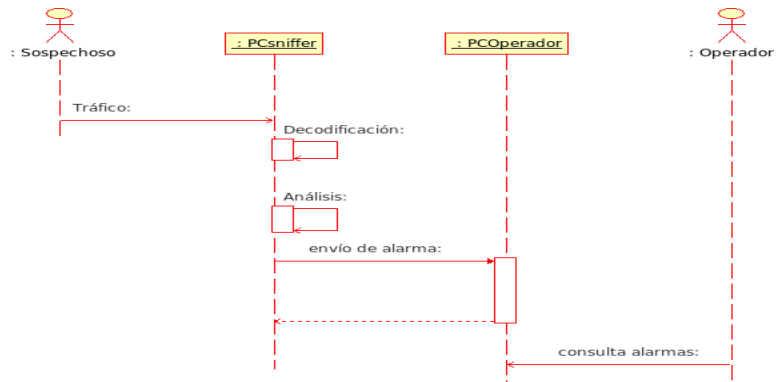 : Sospechoso
: PCsniffer
: PCOperador
: Operador
Tráfico:
Decodificación:
Análisis:
envío de alarma:
consulta alarmas: